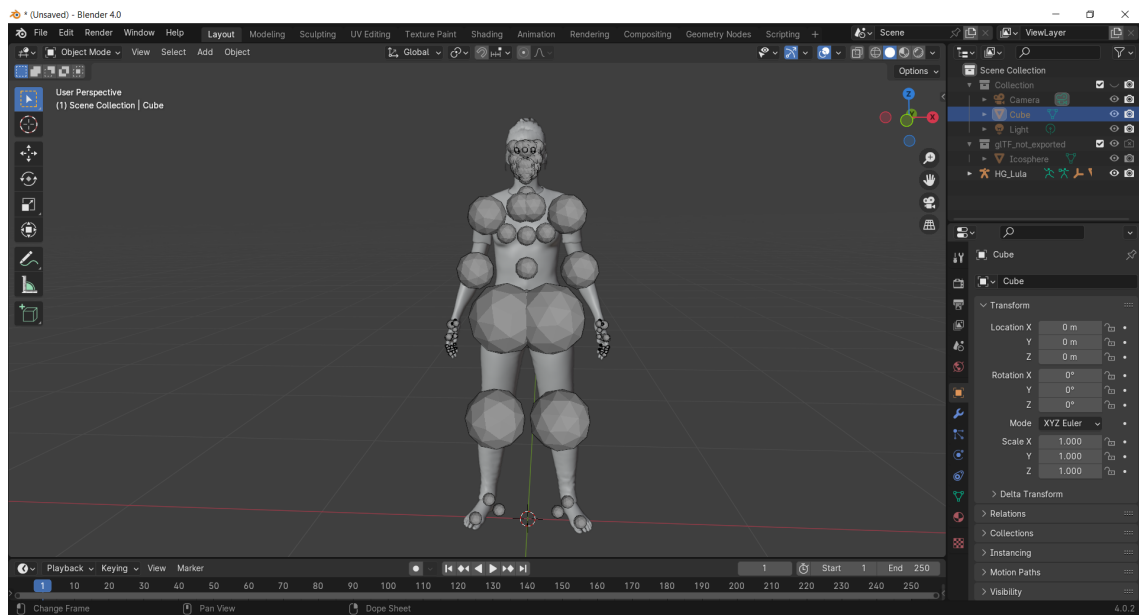 * (Unsaved) - Blender 4.0
File Edit Render Window Help Layout Modeling Sculpting UV Editing Texture Paint Shading Animation Rendering Compositing Geometry Nodes Scripting + Scene ViewLayer
Object Mode View Select Add Object Global
Options
User Perspective
(1) Scene Collection | Cube
Z
Y
X
Scene Collection
Collection
Camera
Cube
Light
glTF_not_exported
Icosphere
HG_Lula
Cube
Cube
Transform
Location X 0 m
Y 0 m
Z 0 m
Rotation X 0°
Y 0°
Z 0°
Mode XYZ Euler
Scale X 1.000
Y 1.000
Z 1.000
Delta Transform
Relations
Collections
Instancing
Motion Paths
Visibility
Playback Keying View Marker 1 Start 1 End 250
1 10 20 30 40 50 60 70 80 90 100 110 120 130 140 150 160 170 180 190 200 210 220 230 240 250
Change Frame Pan View Dope Sheet 4.0.2